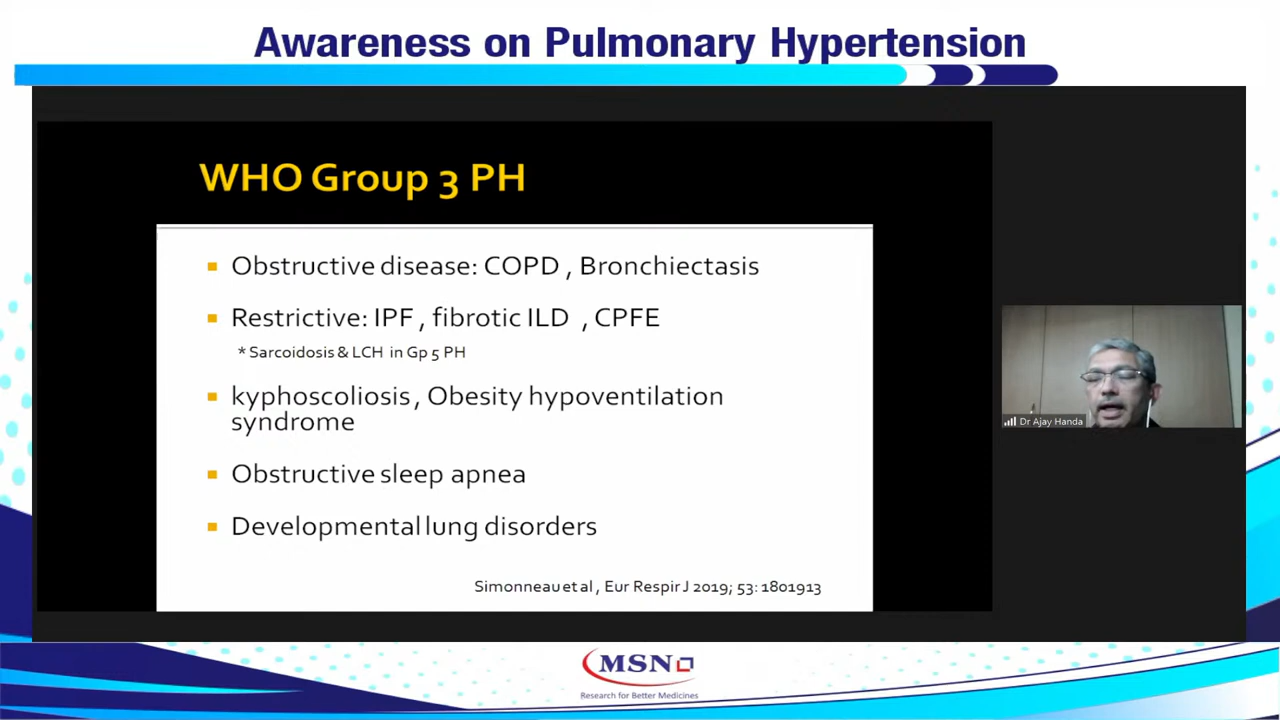 Awareness on Pulmonary Hypertension
WHO Group 3 PH
Obstructive disease: COPD , Bronchiectasis
Restrictive: IPF , fibrotic ILD , CPFE
* Sarcoidosis & LCH in Gp 5 PH
kyphoscoliosis , Obesity hypoventilation
syndrome
Obstructive sleep apnea
Developmental lung disorders
Simonneau et al , Eur Respir J 2019; 53: 1801913
Dr Ajay Handa
MSN
Research for Better Medicines